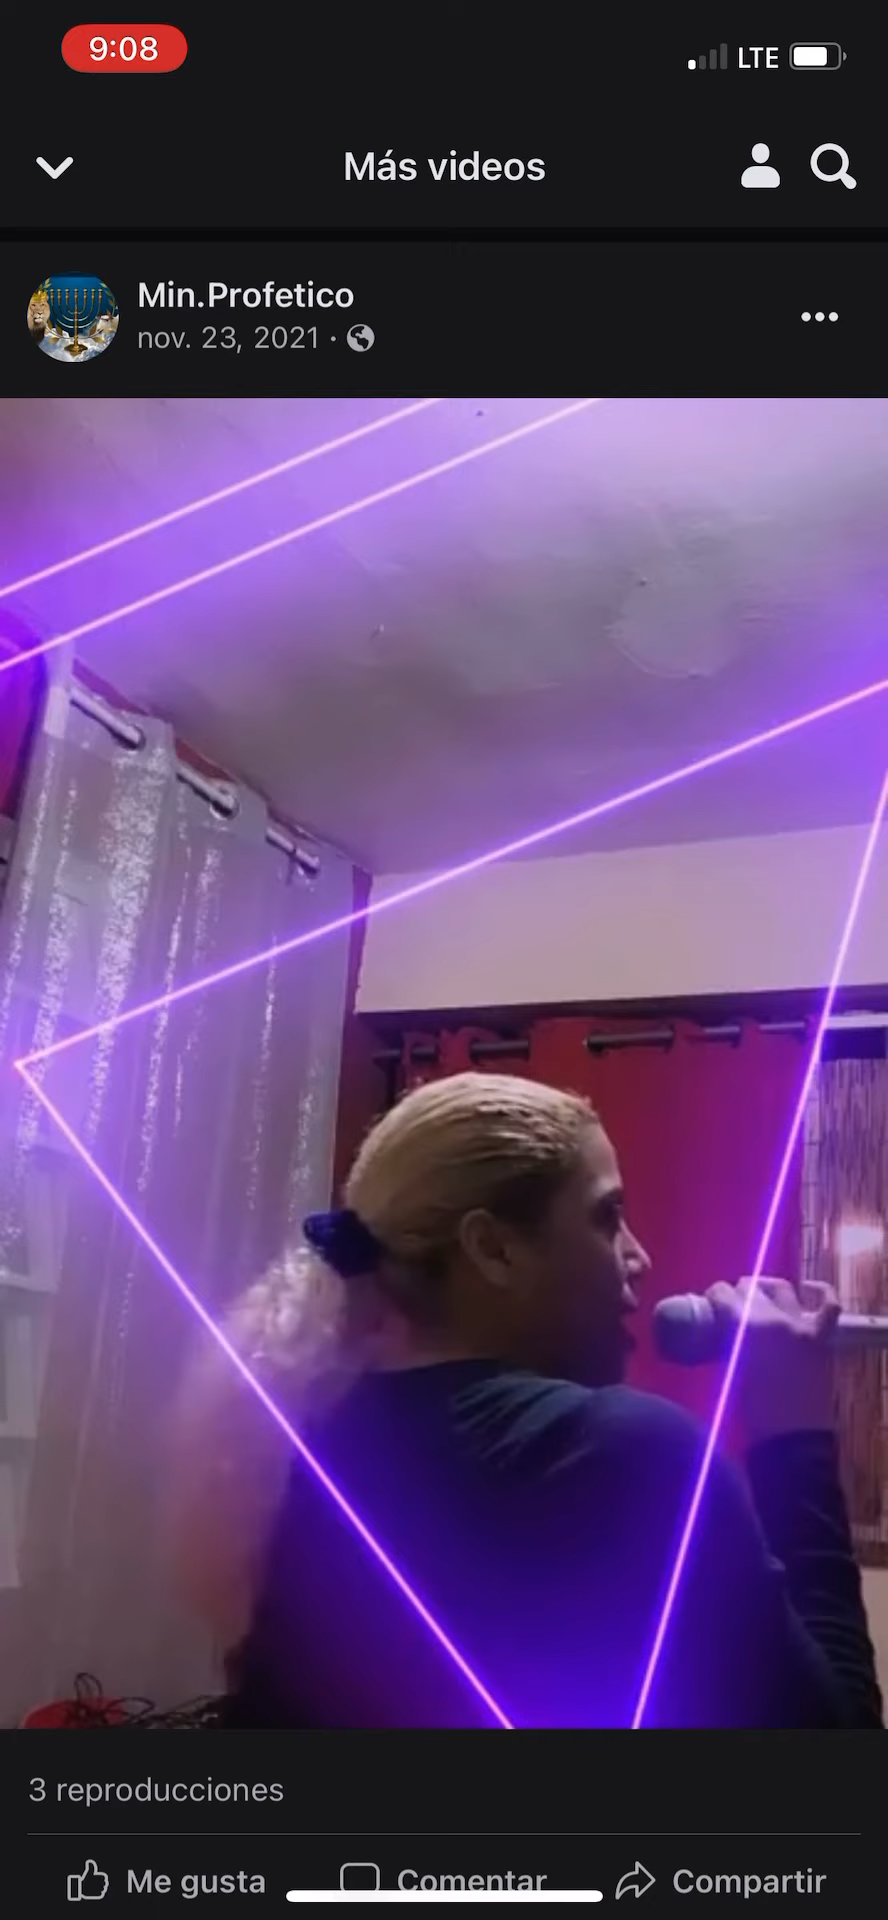 9:08
LTE
Más videos
Min.Profetico
nov. 23, 2021 ·
3 reproducciones
Me gusta
Comentar
Compartir